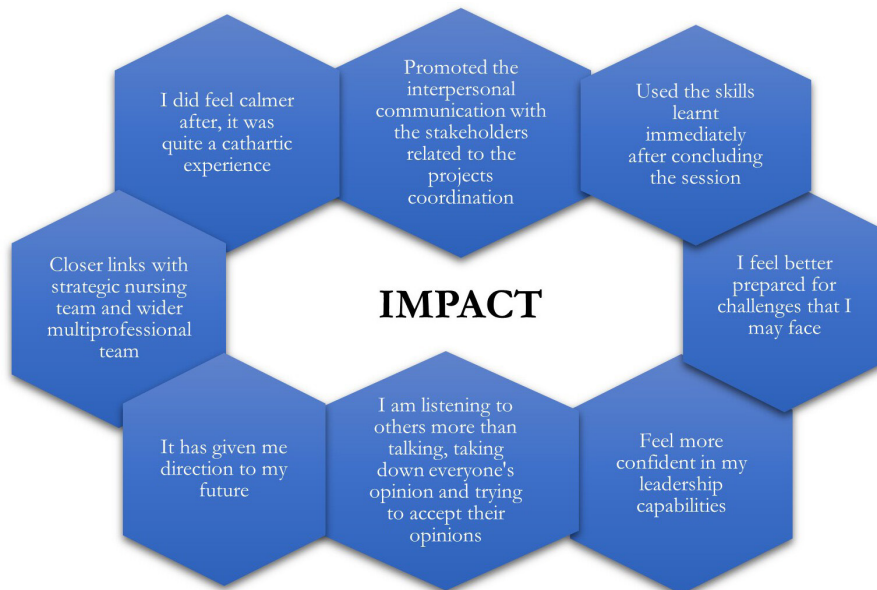 I did feel calmer
after, it was
quite a cathartic
experience
Promoted the
interpersonal
communication with
the stakeholders
related to the
projects
coordination
Used the skills
learnt
immediately
after concluding
the session
Closer links with
strategic nursing
team and wider
multiprofessional
team
IMPACT
I feel better
prepared for
challenges that I
may face
It has given me
direction to my
future
I am listening to
others more than
talking, taking
down everyone's
opinion and trying
to accept their
opinions
Feel more
confident in my
leadership
capabilities